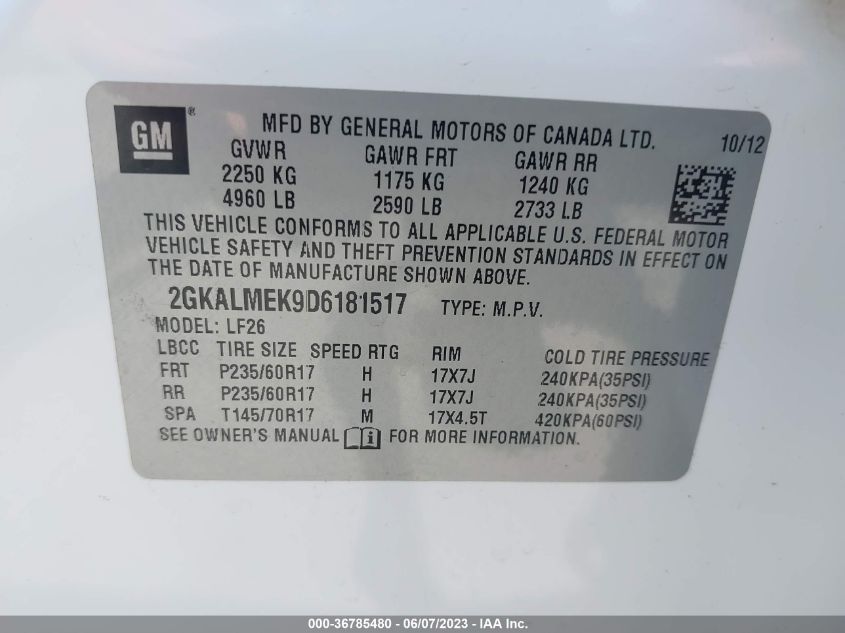 GM ®
MFD BY GENERAL MOTORS OF CANADA LTD. 10/12
GVWR GAWR FRT GAWR RR
2250 KG 1175 KG 1240 KG
4960 LB 2590 LB 2733 LB
THIS VEHICLE CONFORMS TO ALL APPLICABLE U.S. FEDERAL MOTOR
VEHICLE SAFETY AND THEFT PREVENTION STANDARDS IN EFFECT ON
THE DATE OF MANUFACTURE SHOWN ABOVE.
2GKALMEK9D6181517 TYPE: M.P.V.
MODEL: LF26
LBCC TIRE SIZE SPEED RTG RIM COLD TIRE PRESSURE
FRT P235/60R17 H 17X7J 240KPA(35PSI)
RR P235/60R17 H 17X7J 240KPA(35PSI)
SPA T145/70R17 M 17X4.5T 420KPA(60PSI)
SEE OWNER'S MANUAL i FOR MORE INFORMATION.
000-36785480 - 06/07/2023 - IAA Inc.